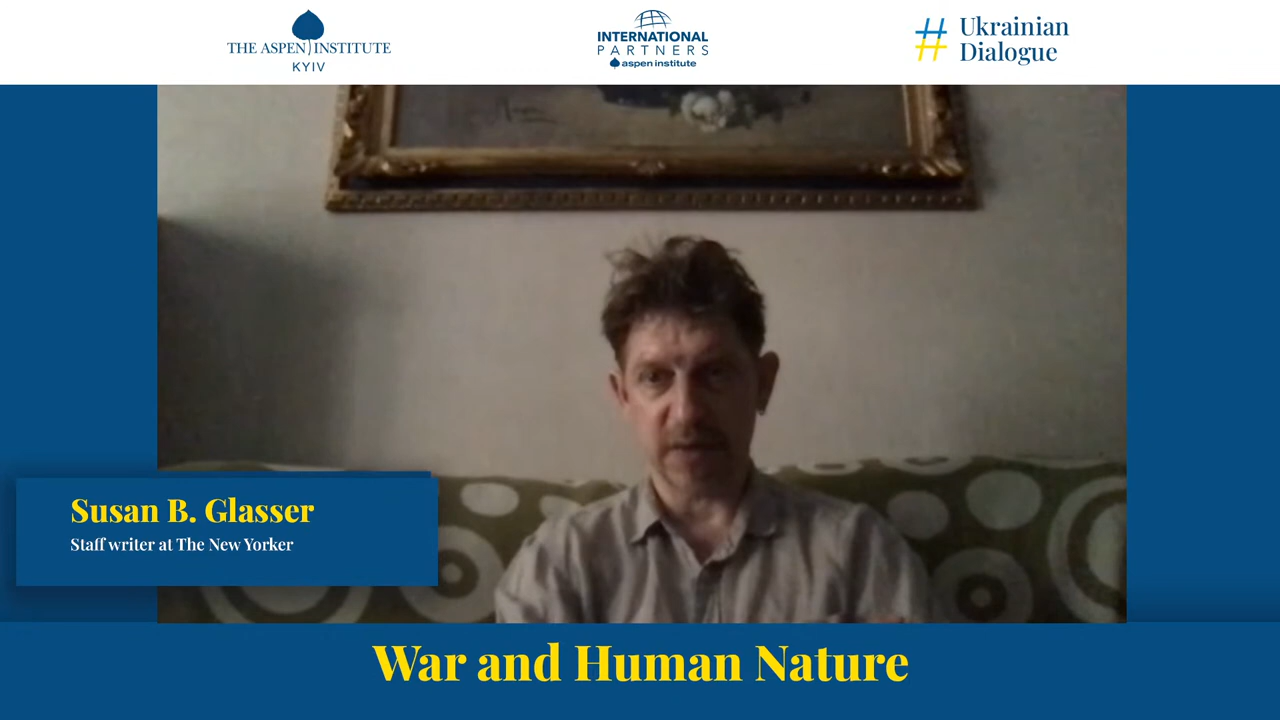 THE ASPEN INSTITUTE
KYIV
INTERNATIONAL
PARTNERS
aspen institute
# Ukrainian
Dialogue
Susan B. Glasser
Staff writer at The New Yorker
War and Human Nature